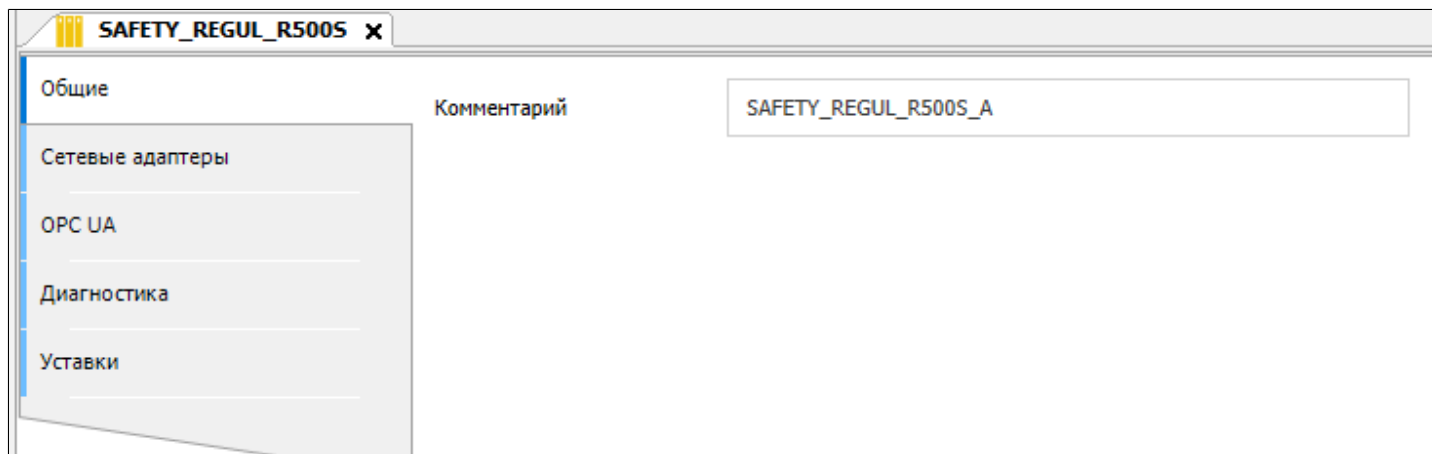 SAFETY_REGUL_R500S
Общие
Комментарий
SAFETY_REGUL_R500S_A
Сетевые адаптеры
OPC UA
Диагностика
Уставки